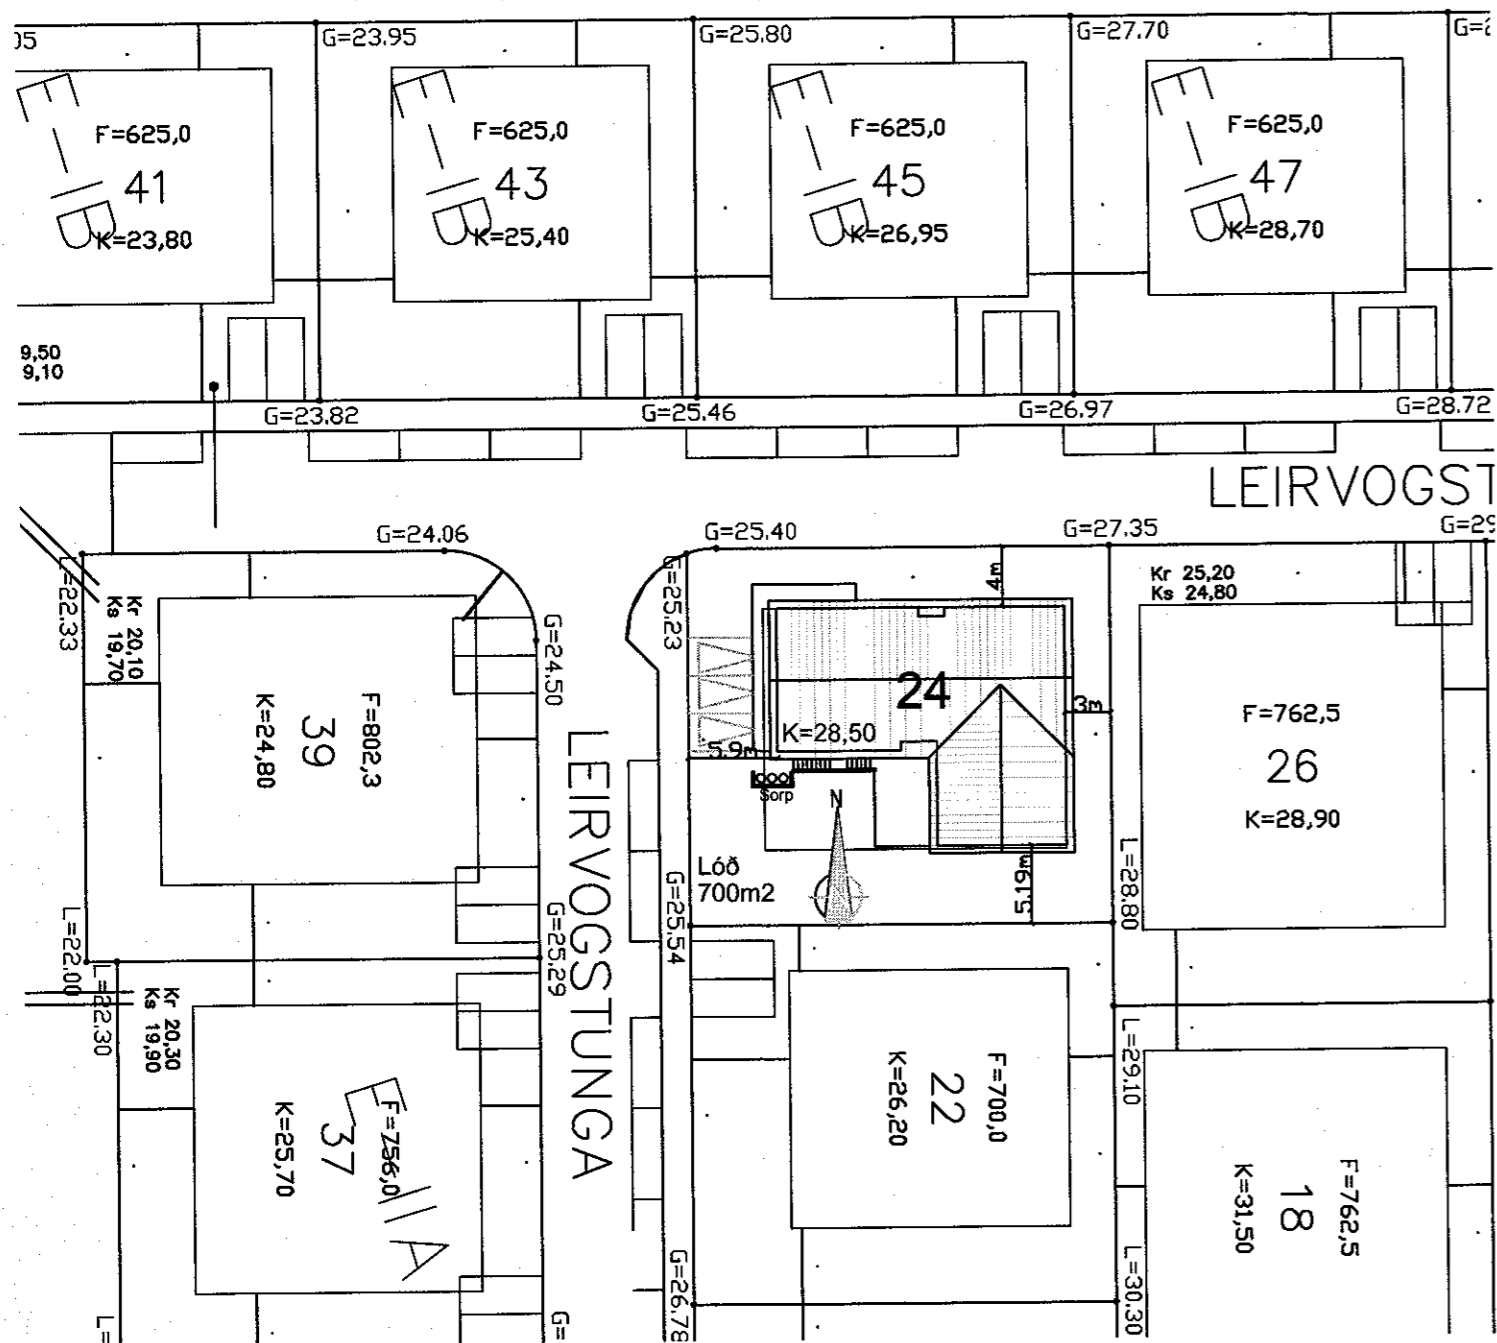 G=23.95
G=25.80
G=27.70
E-IB
F=625,0
41
K=23,80
E-IB
F=625,0
43
K=25,40
E-IB
F=625,0
45
K=26,95
E-IB
F=625,0
47
K=28,70
9,50
9,10
G=23.82
G=25.46
G=26.97
G=28.72
LEIRVOGST
G=24.06
G=25.40
G=27.35
G=29
L=22.33
Kr 20,10
Ks 19,70
F=802,3
39
K=24,80
G=24.50
G=25.23
4m
24
K=28,50
3m
5.9m
Sorp
N
Lóð
700m2
5.19m
Kr 25,20
Ks 24,80
F=762,5
26
K=28,90
L=28.80
LEIRVOGSTUNGA
L=22.00
G=25.29
G=25.54
L=22.30
Kr 20,30
Ks 19,90
F=756,0
37
K=25,70
E-IIA
F=700,0
22
K=26,20
L=29.10
F=762,5
18
K=31,50
L=30.30
G=26.78
L=
G=